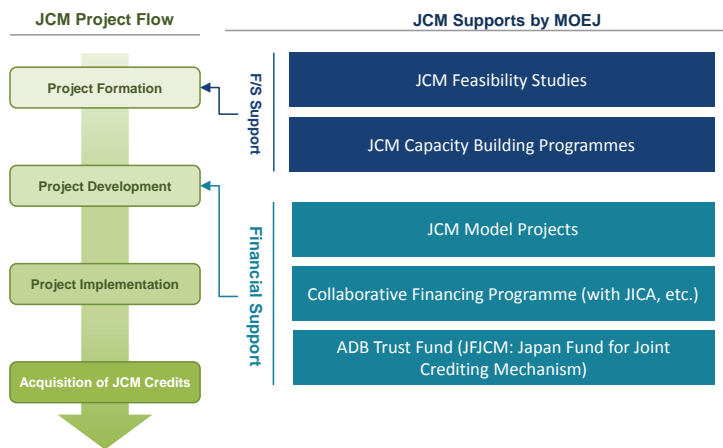 JCM Project Flow
JCM Supports by MOEJ
Project Formation
Project Development
Project Implementation
Acquisition of JCM Credits
F/S Support
JCM Feasibility Studies
JCM Capacity Building Programmes
Financial Support
JCM Model Projects
Collaborative Financing Programme (with JICA, etc.)
ADB Trust Fund (JFJCM: Japan Fund for Joint
Crediting Mechanism)